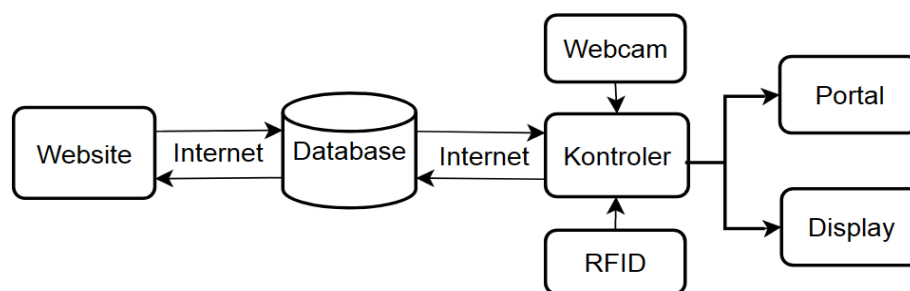 Webcam
Portal
Website
Internet
Database
Internet
Kontroler
Display
RFID